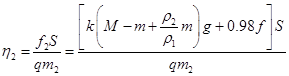 η₂ = f₂S / qm₂ = [k(M − m + (ρ₂/ρ₁)m)g + 0.98f]S / qm₂